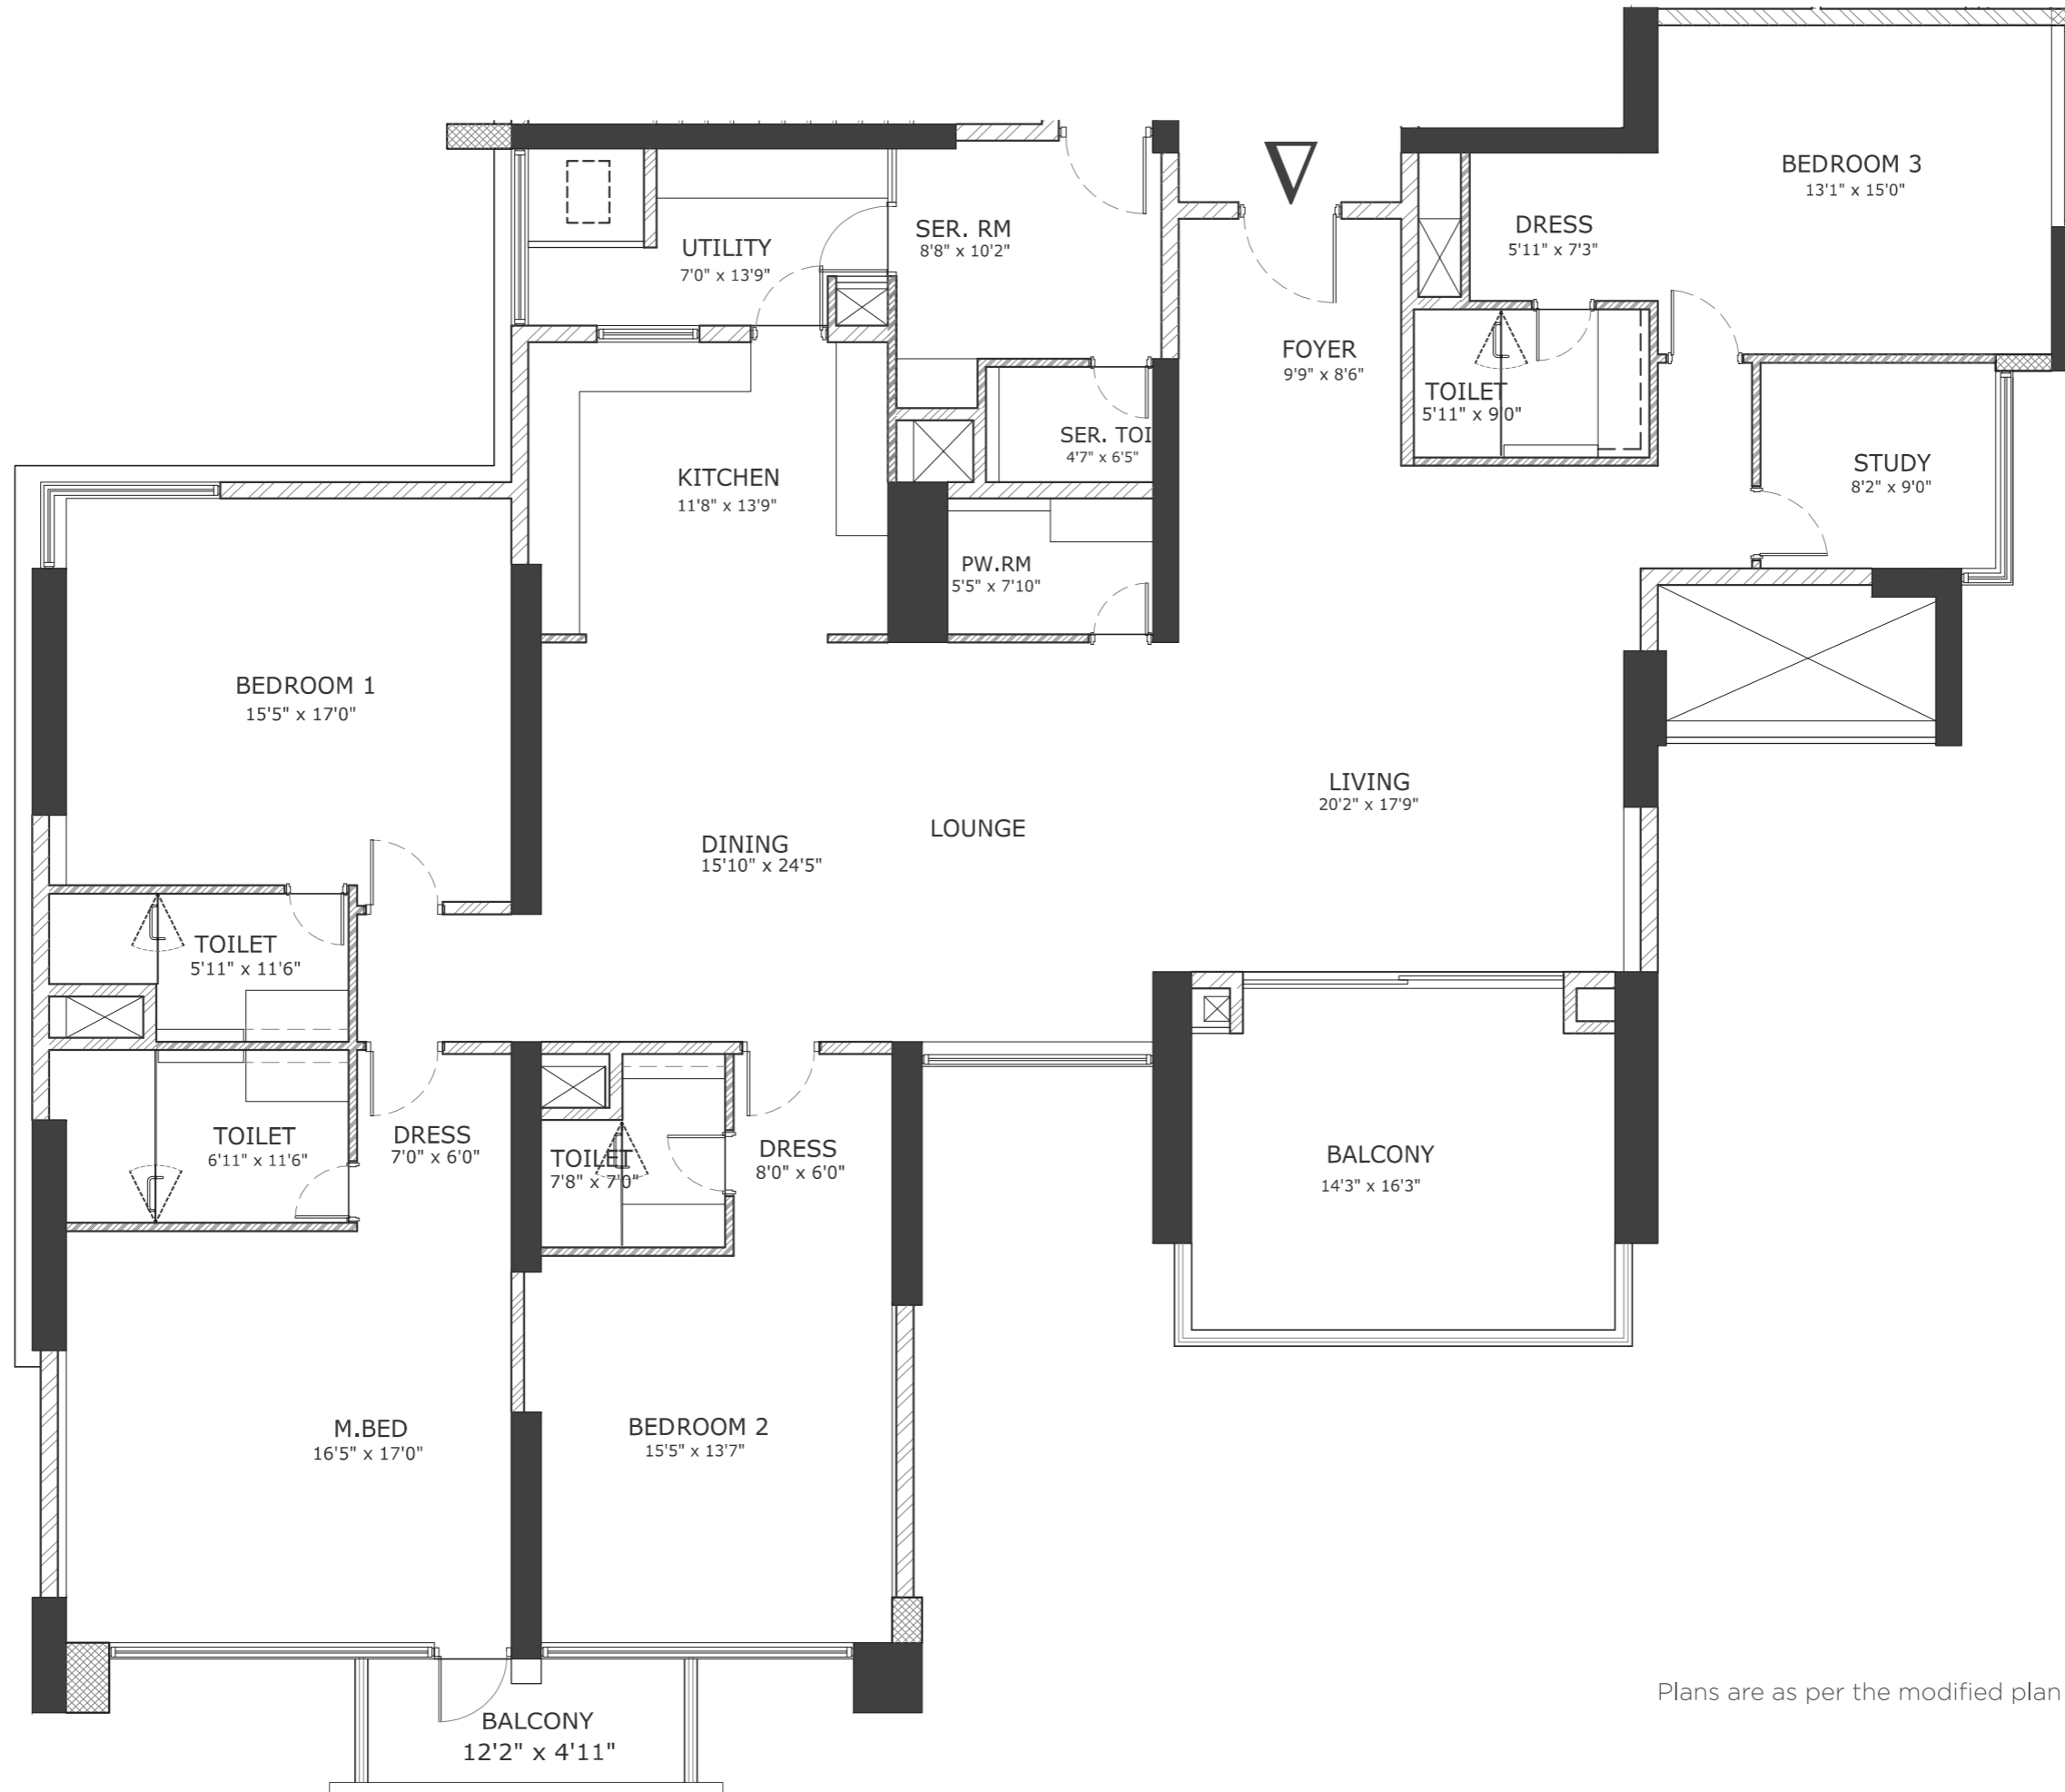 BEDROOM 3
13'1" x 15'0"
DRESS
5'11" x 7'3"
SER. RM
8'8" x 10'2"
UTILITY
7'0" x 13'9"
FOYER
9'9" x 8'6"
TOILET
5'11" x 9'0"
SER. TOI
4'7" x 6'5"
STUDY
8'2" x 9'0"
KITCHEN
11'8" x 13'9"
PW.RM
5'5" x 7'10"
BEDROOM 1
15'5" x 17'0"
LIVING
20'2" x 17'9"
LOUNGE
DINING
15'10" x 24'5"
TOILET
5'11" x 11'6"
TOILET
6'11" x 11'6"
DRESS
7'0" x 6'0"
TOILET
7'8" x 7'0"
DRESS
8'0" x 6'0"
BALCONY
14'3" x 16'3"
M.BED
16'5" x 17'0"
BEDROOM 2
15'5" x 13'7"
Plans are as per the modified plan
BALCONY
12'2" x 4'11"